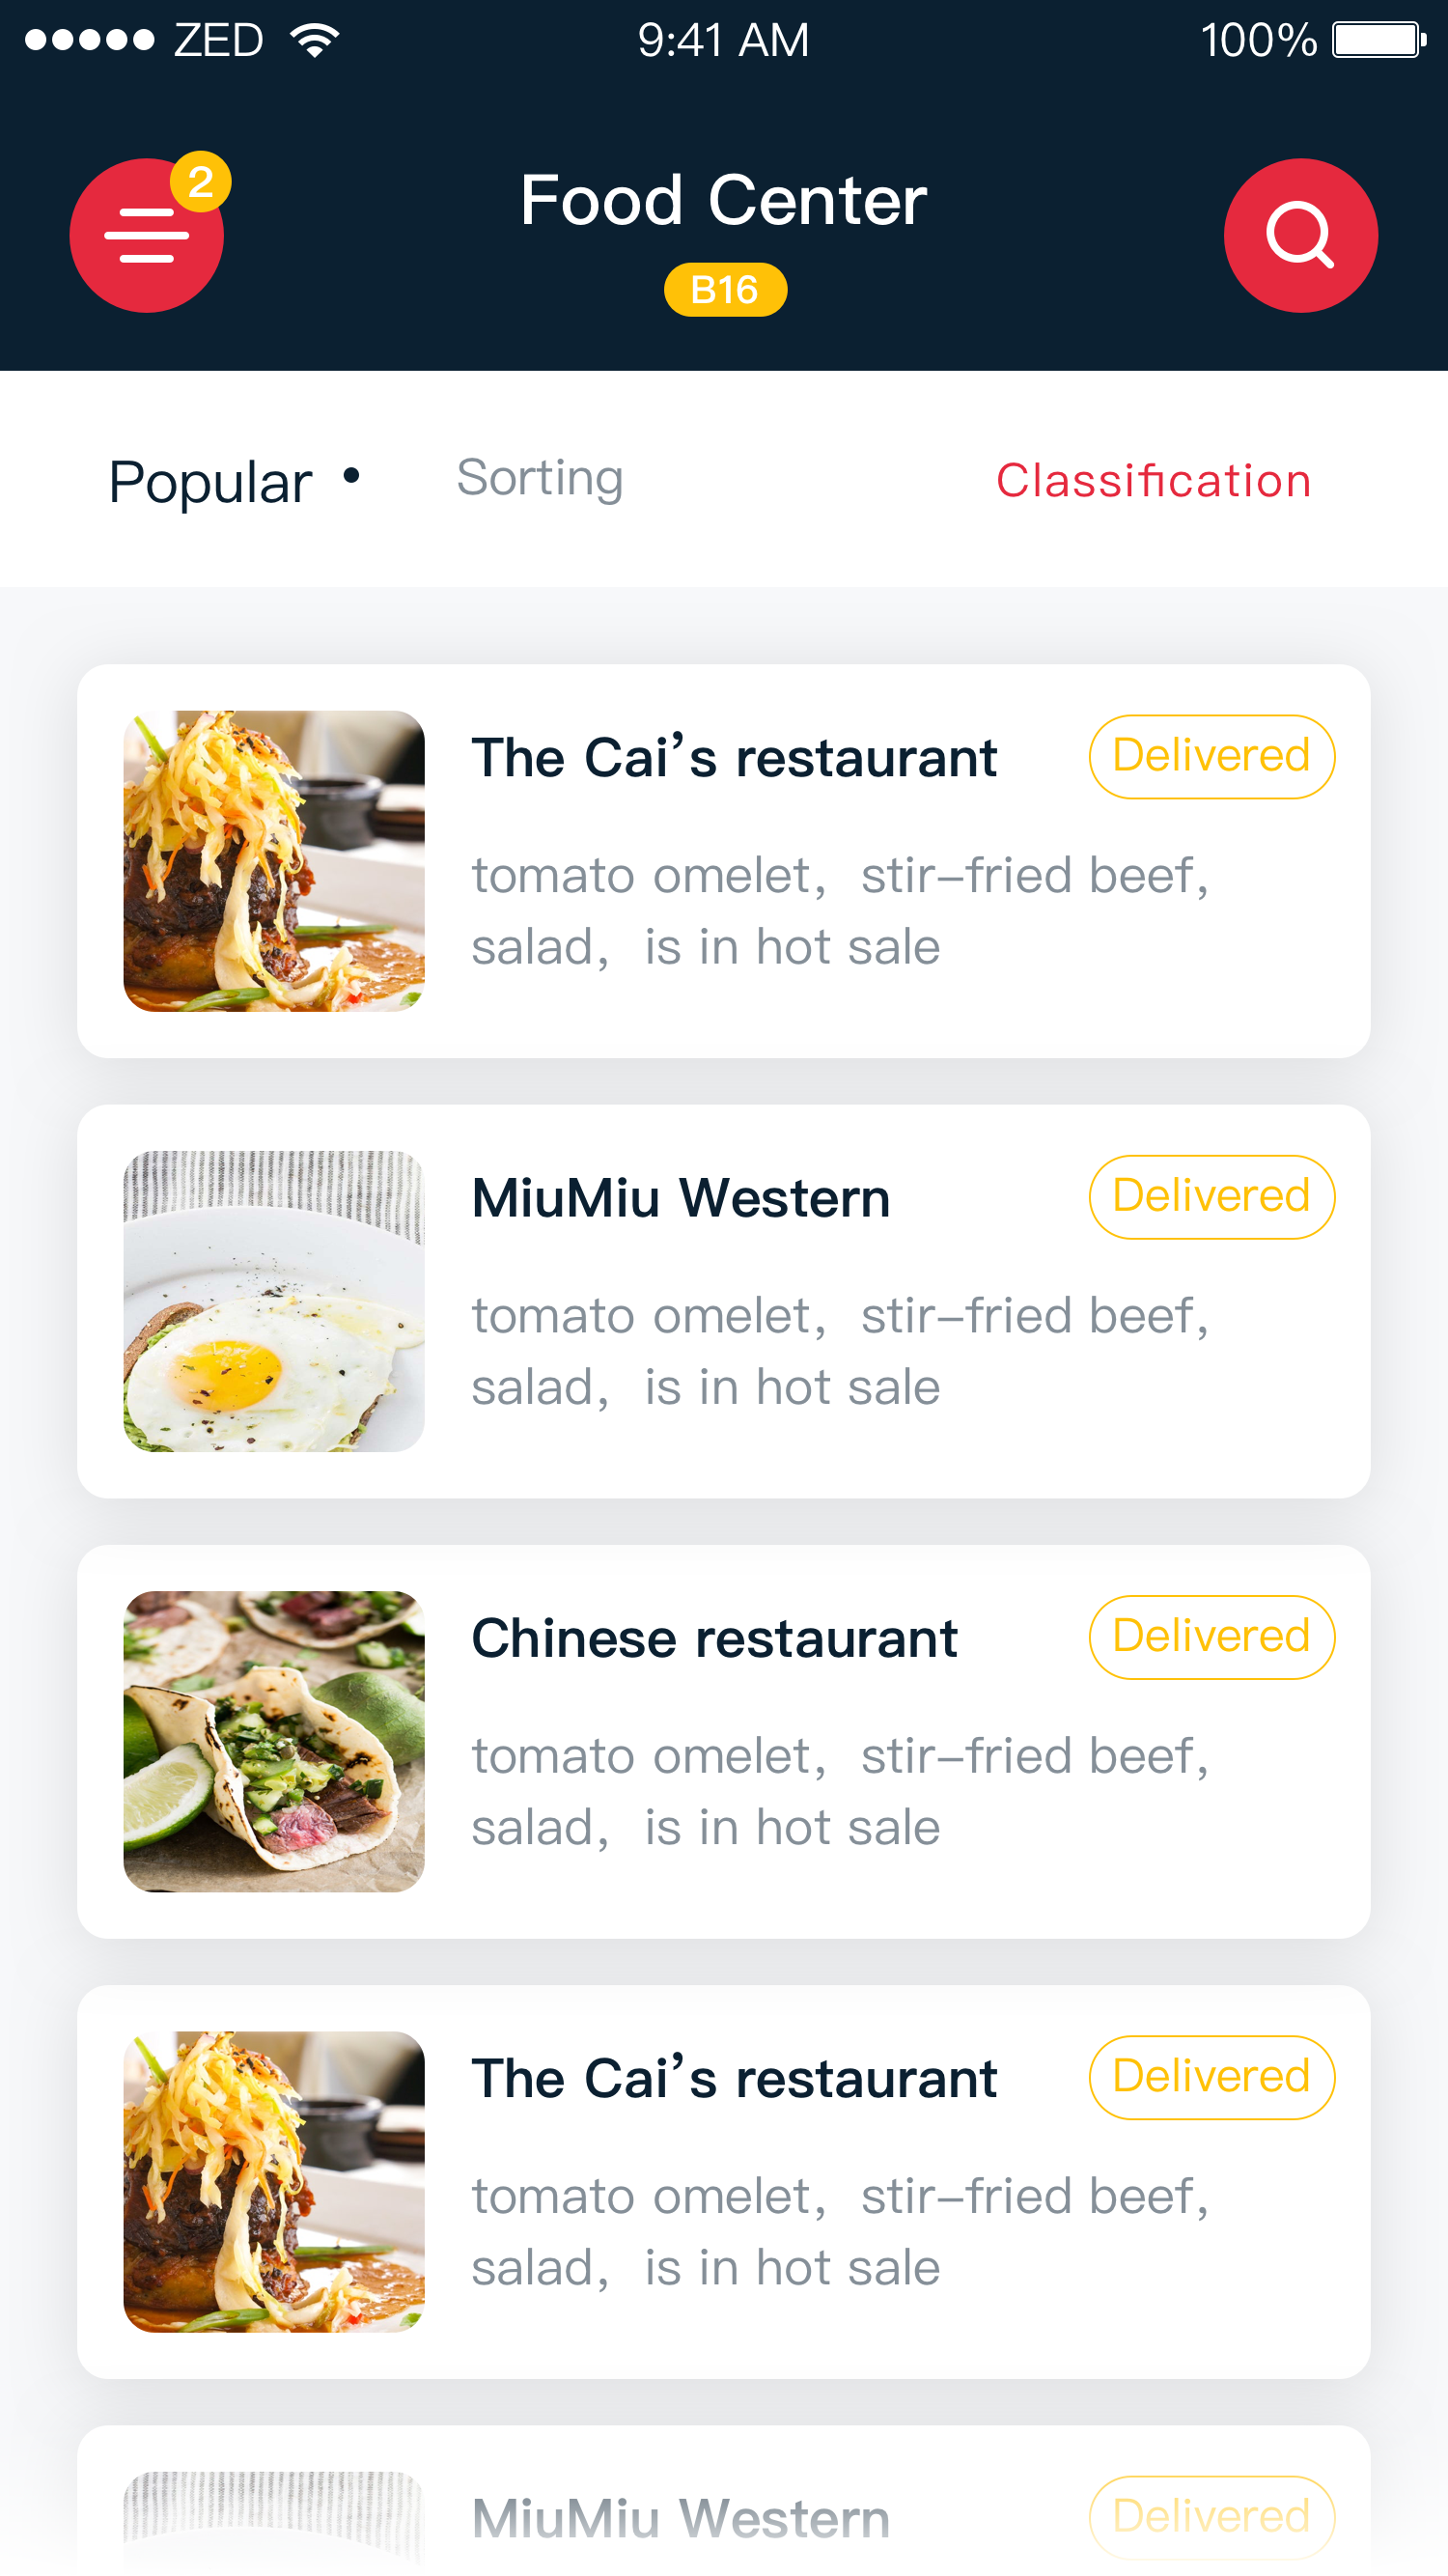 ZED 9:41 AM 100%
2
Food Center
B16
Popular • Sorting Classification
The Cai’s restaurant Delivered
tomato omelet，stir–fried beef，
salad，is in hot sale
MiuMiu Western Delivered
tomato omelet，stir–fried beef，
salad，is in hot sale
Chinese restaurant Delivered
tomato omelet，stir–fried beef，
salad，is in hot sale
The Cai’s restaurant Delivered
tomato omelet，stir–fried beef，
salad，is in hot sale
MiuMiu Western Delivered